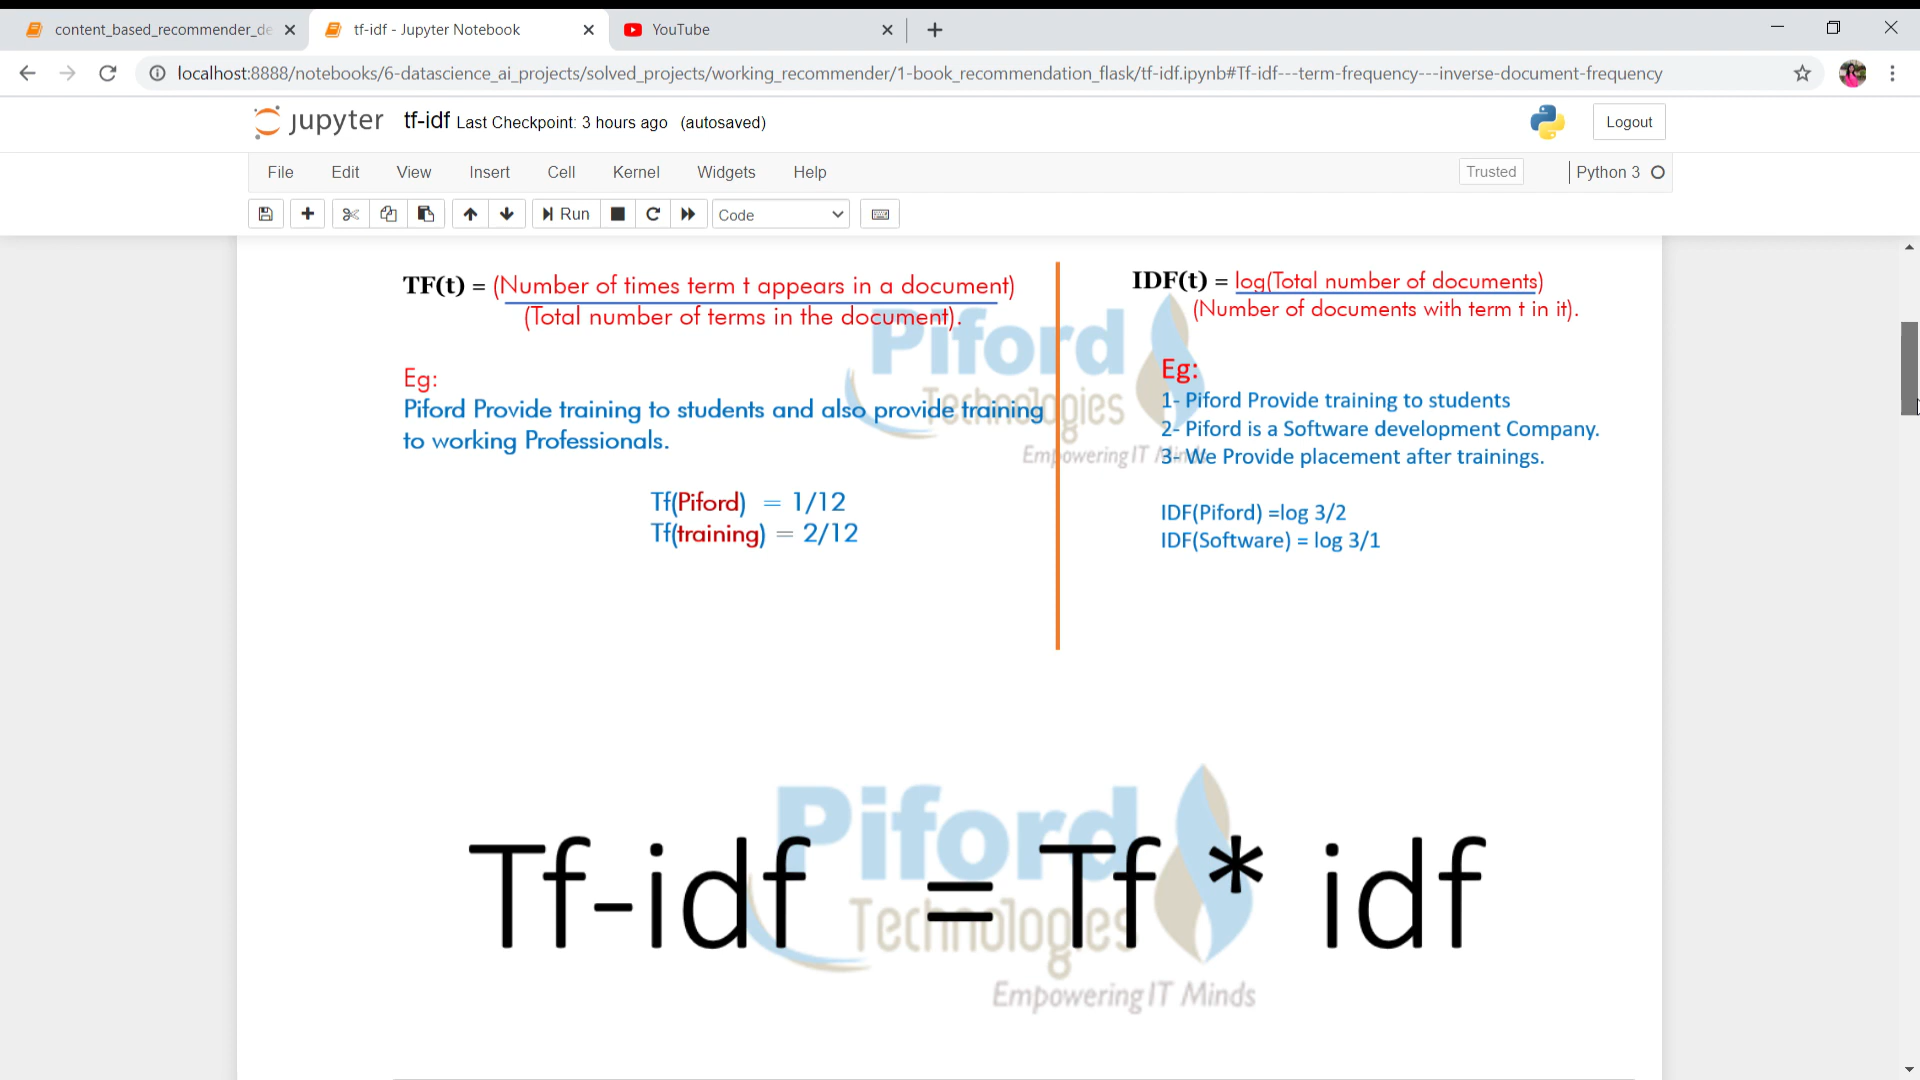 content_based_recommender_de
tf-idf - Jupyter Notebook
YouTube
localhost:8888/notebooks/6-datascience_ai_projects/solved_projects/working_recommender/1-book_recommendation_flask/tf-idf.ipynb#Tf-idf---term-frequency---inverse-document-frequency
jupyter tf-idf Last Checkpoint: 3 hours ago (autosaved)
Logout
File Edit View Insert Cell Kernel Widgets Help
Trusted
Python 3
Run
Code
TF(t) = (Number of times term t appears in a document)
(Total number of terms in the document).
Eg:
Piford Provide training to students and also provide training
to working Professionals.
Tf(Piford) = 1/12
Tf(training) = 2/12
IDF(t) = log(Total number of documents)
(Number of documents with term t in it).
Eg:
1- Piford Provide training to students
2- Piford is a Software development Company.
3- We Provide placement after trainings.
IDF(Piford) =log 3/2
IDF(Software) = log 3/1
Piford
Technologies
Empowering IT Minds
Tf-idf = Tf * idf
Piford
Technologies
Empowering IT Minds